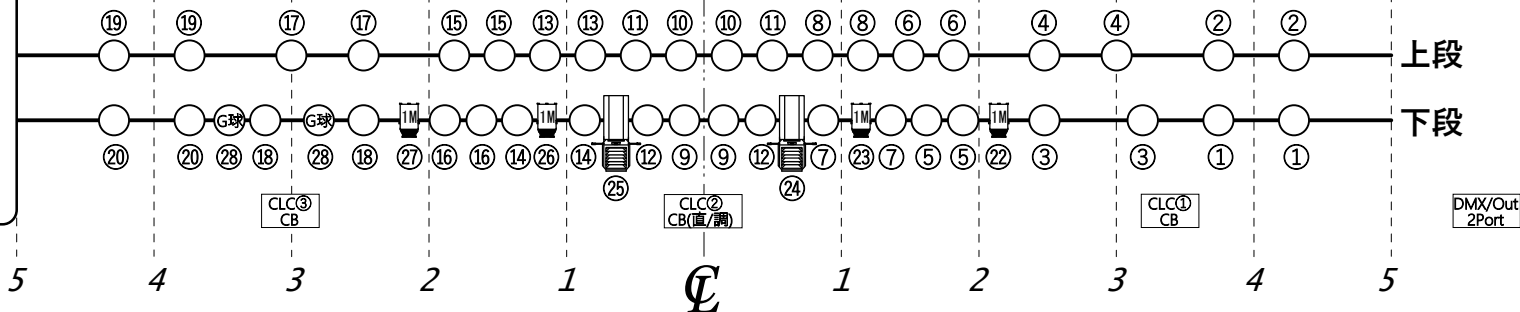 ⑲ ⑲ ⑰ ⑰ ⑮ ⑮ ⑬ ⑬ ⑪ ⑩ ⑩ ⑪ ⑧ ⑧ ⑥ ⑥ ④ ④ ② ②
上段
G球 G球 1M 1M 1M 1M
下段
⑳ ⑳ ㉘ ⑱ ㉘ ⑱ ㉗ ⑯ ⑯ ⑭ ㉖ ⑭ ⑫ ⑨ ⑨ ⑫ ⑦ ㉓ ⑦ ⑤ ⑤ ㉒ ③ ③ ① ①
㉕ ㉔
CLC③
CB
CLC②
CB(直/調)
CLC①
CB
DMX/Out
2Port
5 4 3 2 1 ℄ 1 2 3 4 5